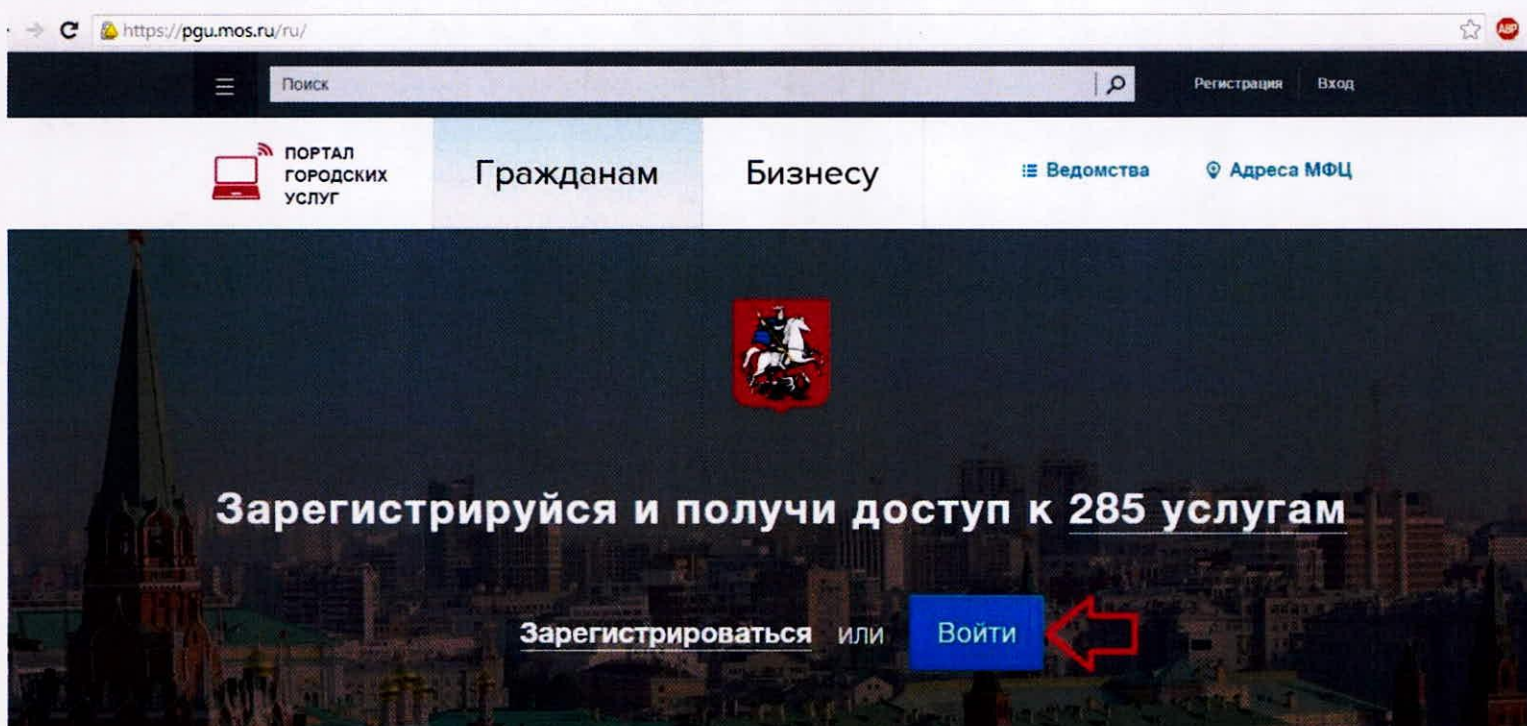 https://pgu.mos.ru/ru/
ABP
Поиск
Регистрация
Вход
ПОРТАЛ
ГОРОДСКИХ
УСЛУГ
Гражданам
Бизнесу
Ведомства
Адреса МФЦ
Зарегистрируйся и получи доступ к 285 услугам
Зарегистрироваться или Войти